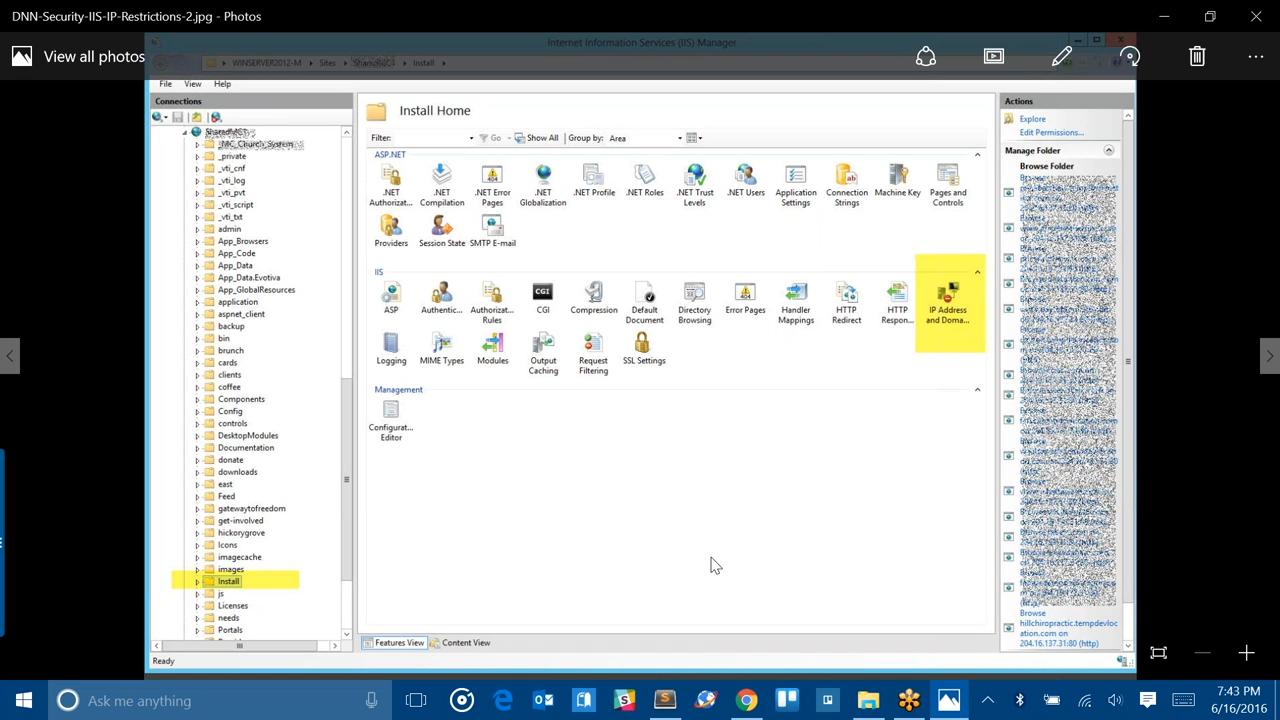 DNN-Security-IIS-IP-Restrictions-2.jpg - Photos
View all photos
Internet Information Services (IIS) Manager
WINSERVER2012-M
Sites
Install
File View Help
Connections
_MC_Church_System
_private
_vti_cnf
_vti_log
_vti_pvt
_vti_script
_vti_txt
admin
App_Browsers
App_Code
App_Data
App_Data.Evotiva
App_GlobalResources
application
aspnet_client
backup
bin
brunch
cards
clients
coffee
Components
Config
controls
DesktopModules
Documentation
donate
downloads
east
Feed
gatewaytofreedom
get-involved
hickorygrove
Icons
imagecache
images
Install
js
Licenses
needs
Portals
Ready
Install Home
Filter: Go Show All Group by: Area
ASP.NET
.NET Authorizat...
.NET Compilation
.NET Error Pages
.NET Globalization
.NET Profile
.NET Roles
.NET Trust Levels
.NET Users
Application Settings
Connection Strings
Machine Key
Pages and Controls
Providers
Session State
SMTP E-mail
IIS
ASP
Authentic...
Authorizat... Rules
CGI
Compression
Default Document
Directory Browsing
Error Pages
Handler Mappings
HTTP Redirect
HTTP Respon...
IP Address and Doma...
Logging
MIME Types
Modules
Output Caching
Request Filtering
SSL Settings
Management
Configurat... Editor
Features View Content View
Actions
Explore
Edit Permissions...
Manage Folder
Browse Folder
Browse
hillchiropractic.tempdevloc
ation.com on
204.16.137.31:80 (http)
Ask me anything
7:43 PM
6/16/2016